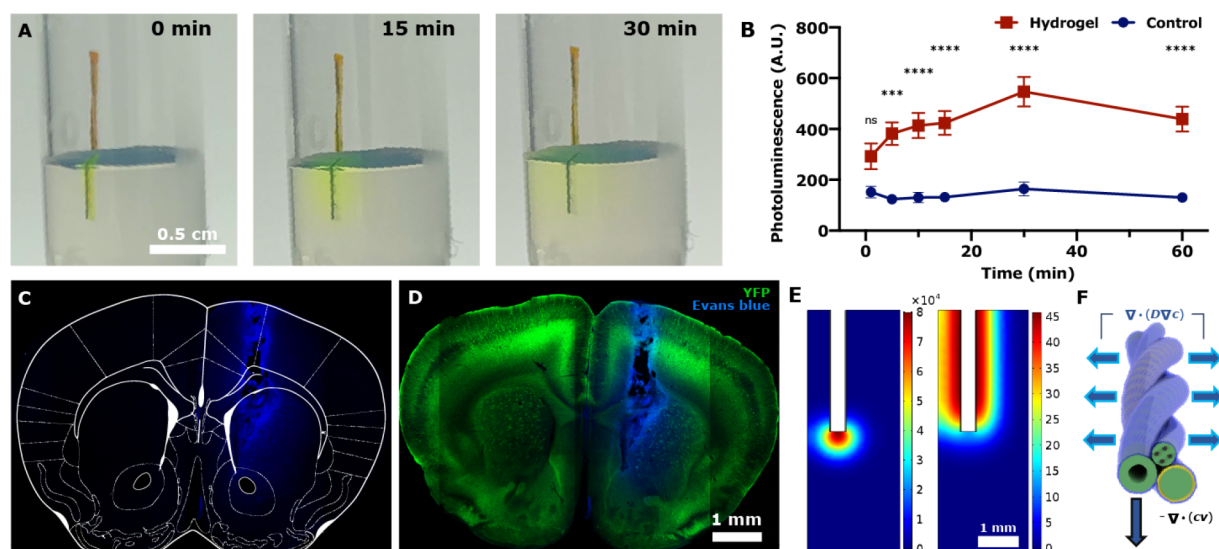 A
0 min
15 min
30 min
0.5 cm
B
Hydrogel
Control
Photoluminescence (A.U.)
800
600
400
200
0
ns
***
****
****
****
****
0
20
40
60
Time (min)
C
D
YFP
Evans blue
1 mm
E
×10⁴
8
7
6
5
4
3
2
1
0
45
40
35
30
25
20
15
10
5
0
1 mm
F
∇·(D∇c)
-∇·(cv)